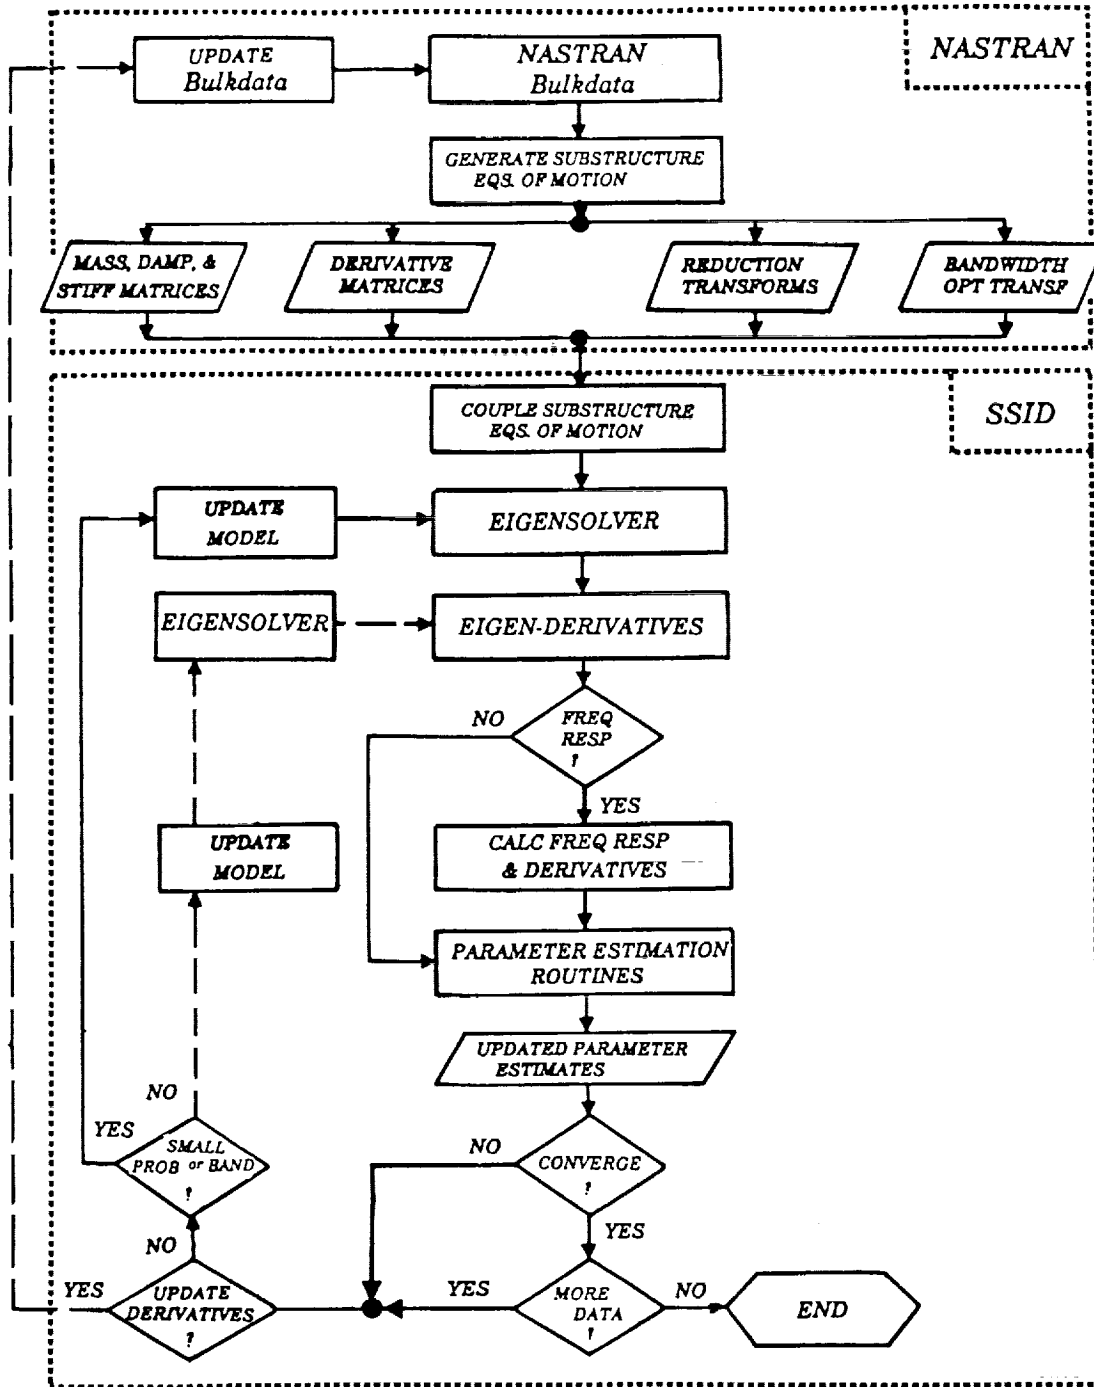 NASTRAN
UPDATE
Bulkdata
NASTRAN
Bulkdata
GENERATE SUBSTRUCTURE
EQS. OF MOTION
MASS, DAMP, &
STIFF MATRICES
DERIVATIVE
MATRICES
REDUCTION
TRANSFORMS
BANDWIDTH
OPT TRANSF
SSID
COUPLE SUBSTRUCTURE
EQS. OF MOTION
UPDATE
MODEL
EIGENSOLVER
EIGENSOLVER
EIGEN-DERIVATIVES
NO
FREQ
RESP
?
YES
UPDATE
MODEL
CALC FREQ RESP
& DERIVATIVES
PARAMETER ESTIMATION
ROUTINES
UPDATED PARAMETER
ESTIMATES
NO
YES
SMALL
PROB or BAND
?
NO
CONVERGE
?
YES
NO
YES
UPDATE
DERIVATIVES
?
YES
MORE
DATA
?
NO
END